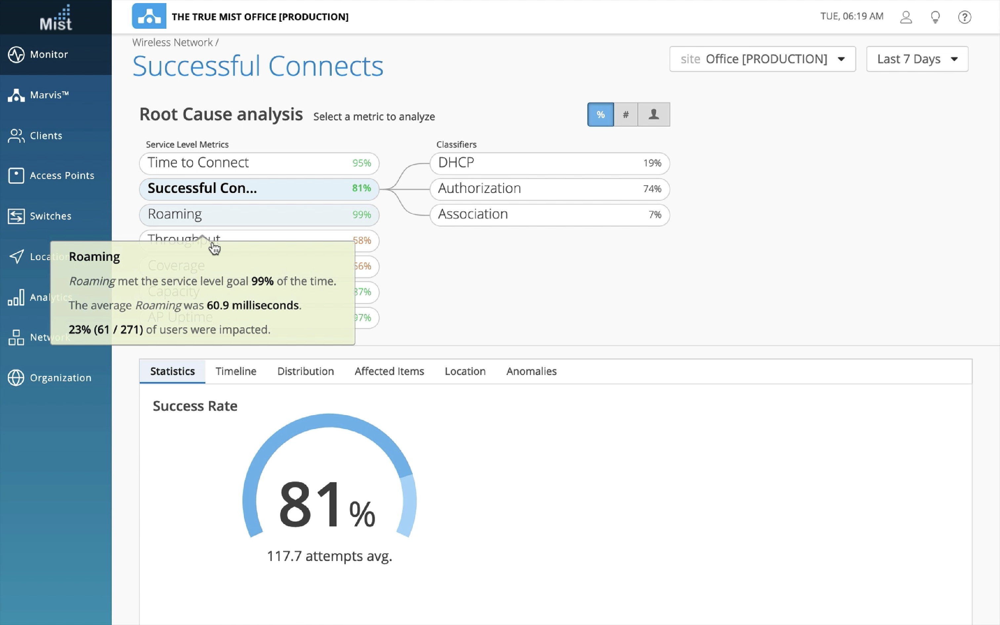 Mist
THE TRUE MIST OFFICE [PRODUCTION]
TUE, 06:19 AM
Monitor
Marvis™
Clients
Access Points
Switches
Location
Analytics
Network
Organization
Wireless Network /
Successful Connects
site Office [PRODUCTION]
Last 7 Days
Root Cause analysis Select a metric to analyze
% #
Service Level Metrics
Time to Connect 95%
Successful Con... 81%
Roaming 99%
Throughput 58%
Coverage 56%
Capacity 87%
AP Uptime 97%
Classifiers
DHCP 19%
Authorization 74%
Association 7%
Roaming
Roaming met the service level goal 99% of the time.
The average Roaming was 60.9 milliseconds.
23% (61 / 271) of users were impacted.
Statistics Timeline Distribution Affected Items Location Anomalies
Success Rate
81%
117.7 attempts avg.